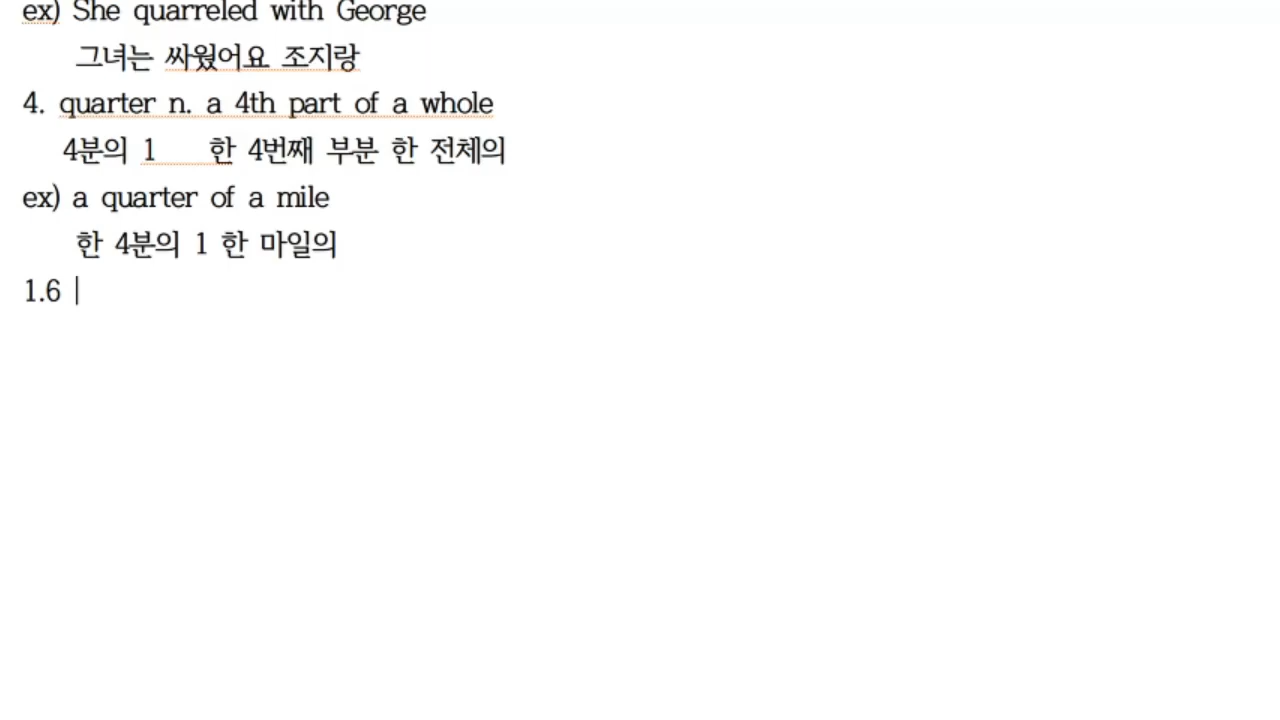 ex) She quarreled with George
그녀는 싸웠어요 조지랑
4. quarter n. a 4th part of a whole
4분의 1 한 4번째 부분 한 전체의
ex) a quarter of a mile
한 4분의 1 한 마일의
1.6